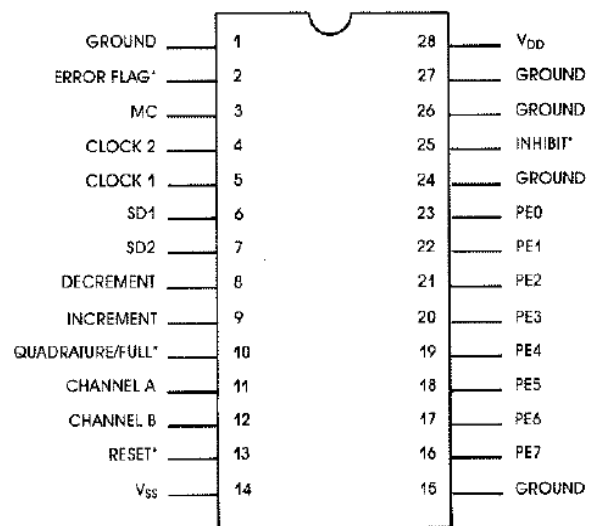 GROUND 1 28 VDD
ERROR FLAG* 2 27 GROUND
MC 3 26 GROUND
CLOCK 2 4 25 INHIBIT*
CLOCK 1 5 24 GROUND
SD1 6 23 PE0
SD2 7 22 PE1
DECREMENT 8 21 PE2
INCREMENT 9 20 PE3
QUADRATURE/FULL* 10 19 PE4
CHANNEL A 11 18 PE5
CHANNEL B 12 17 PE6
RESET* 13 16 PE7
VSS 14 15 GROUND